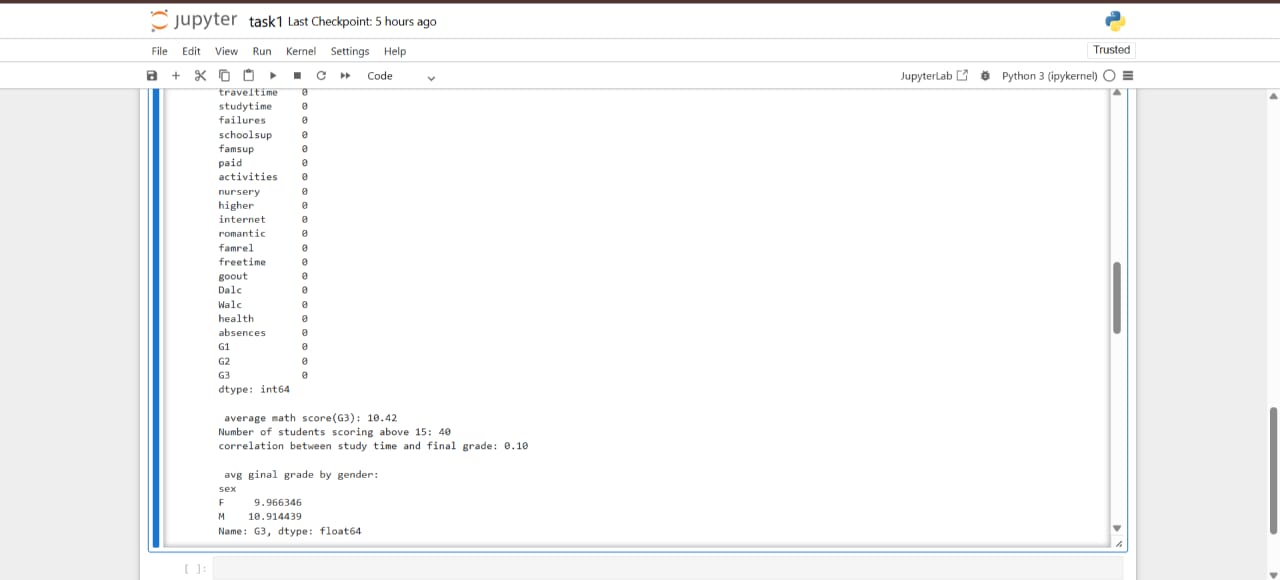 jupyter task1 Last Checkpoint: 5 hours ago
File Edit View Run Kernel Settings Help
Trusted
Code
JupyterLab Python 3 (ipykernel)
traveltime 0
studytime 0
failures 0
schoolsup 0
famsup 0
paid 0
activities 0
nursery 0
higher 0
internet 0
romantic 0
famrel 0
freetime 0
goout 0
Dalc 0
Walc 0
health 0
absences 0
G1 0
G2 0
G3 0
dtype: int64
average math score(G3): 10.42
Number of students scoring above 15: 40
correlation between study time and final grade: 0.10
avg ginal grade by gender:
sex
F 9.966346
M 10.914439
Name: G3, dtype: float64
[ ]: